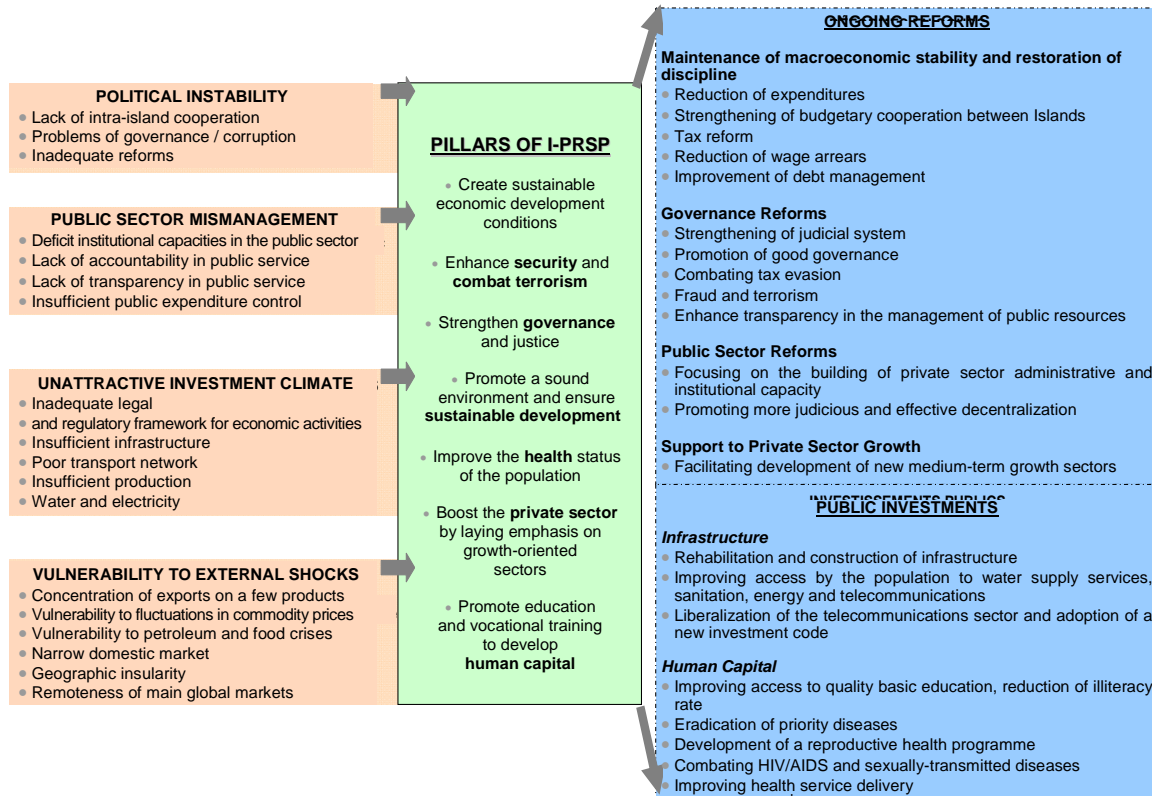 POLITICAL INSTABILITY
• Lack of intra-island cooperation
• Problems of governance / corruption
• Inadequate reforms
PUBLIC SECTOR MISMANAGEMENT
• Deficit institutional capacities in the public sector
• Lack of accountability in public service
• Lack of transparency in public service
• Insufficient public expenditure control
UNATTRACTIVE INVESTMENT CLIMATE
• Inadequate legal
• and regulatory framework for economic activities
• Insufficient infrastructure
• Poor transport network
• Insufficient production
• Water and electricity
VULNERABILITY TO EXTERNAL SHOCKS
• Concentration of exports on a few products
• Vulnerability to fluctuations in commodity prices
• Vulnerability to petroleum and food crises
• Narrow domestic market
• Geographic insularity
• Remoteness of main global markets
PILLARS OF I-PRSP
• Create sustainable
economic development
conditions
• Enhance security and
combat terrorism
• Strengthen governance
and justice
• Promote a sound
environment and ensure
sustainable development
• Improve the health status
of the population
• Boost the private sector
by laying emphasis on
growth-oriented
sectors
• Promote education
and vocational training
to develop
human capital
ONGOING REFORMS
Maintenance of macroeconomic stability and restoration of
discipline
• Reduction of expenditures
• Strengthening of budgetary cooperation between Islands
• Tax reform
• Reduction of wage arrears
• Improvement of debt management
Governance Reforms
• Strengthening of judicial system
• Promotion of good governance
• Combating tax evasion
• Fraud and terrorism
• Enhance transparency in the management of public resources
Public Sector Reforms
• Focusing on the building of private sector administrative and
institutional capacity
• Promoting more judicious and effective decentralization
Support to Private Sector Growth
• Facilitating development of new medium-term growth sectors
INVESTISSEMENTS PUBLICS
PUBLIC INVESTMENTS
Infrastructure
• Rehabilitation and construction of infrastructure
• Improving access by the population to water supply services,
sanitation, energy and telecommunications
• Liberalization of the telecommunications sector and adoption of a
new investment code
Human Capital
• Improving access to quality basic education, reduction of illiteracy
rate
• Eradication of priority diseases
• Development of a reproductive health programme
• Combating HIV/AIDS and sexually-transmitted diseases
• Improving health service delivery